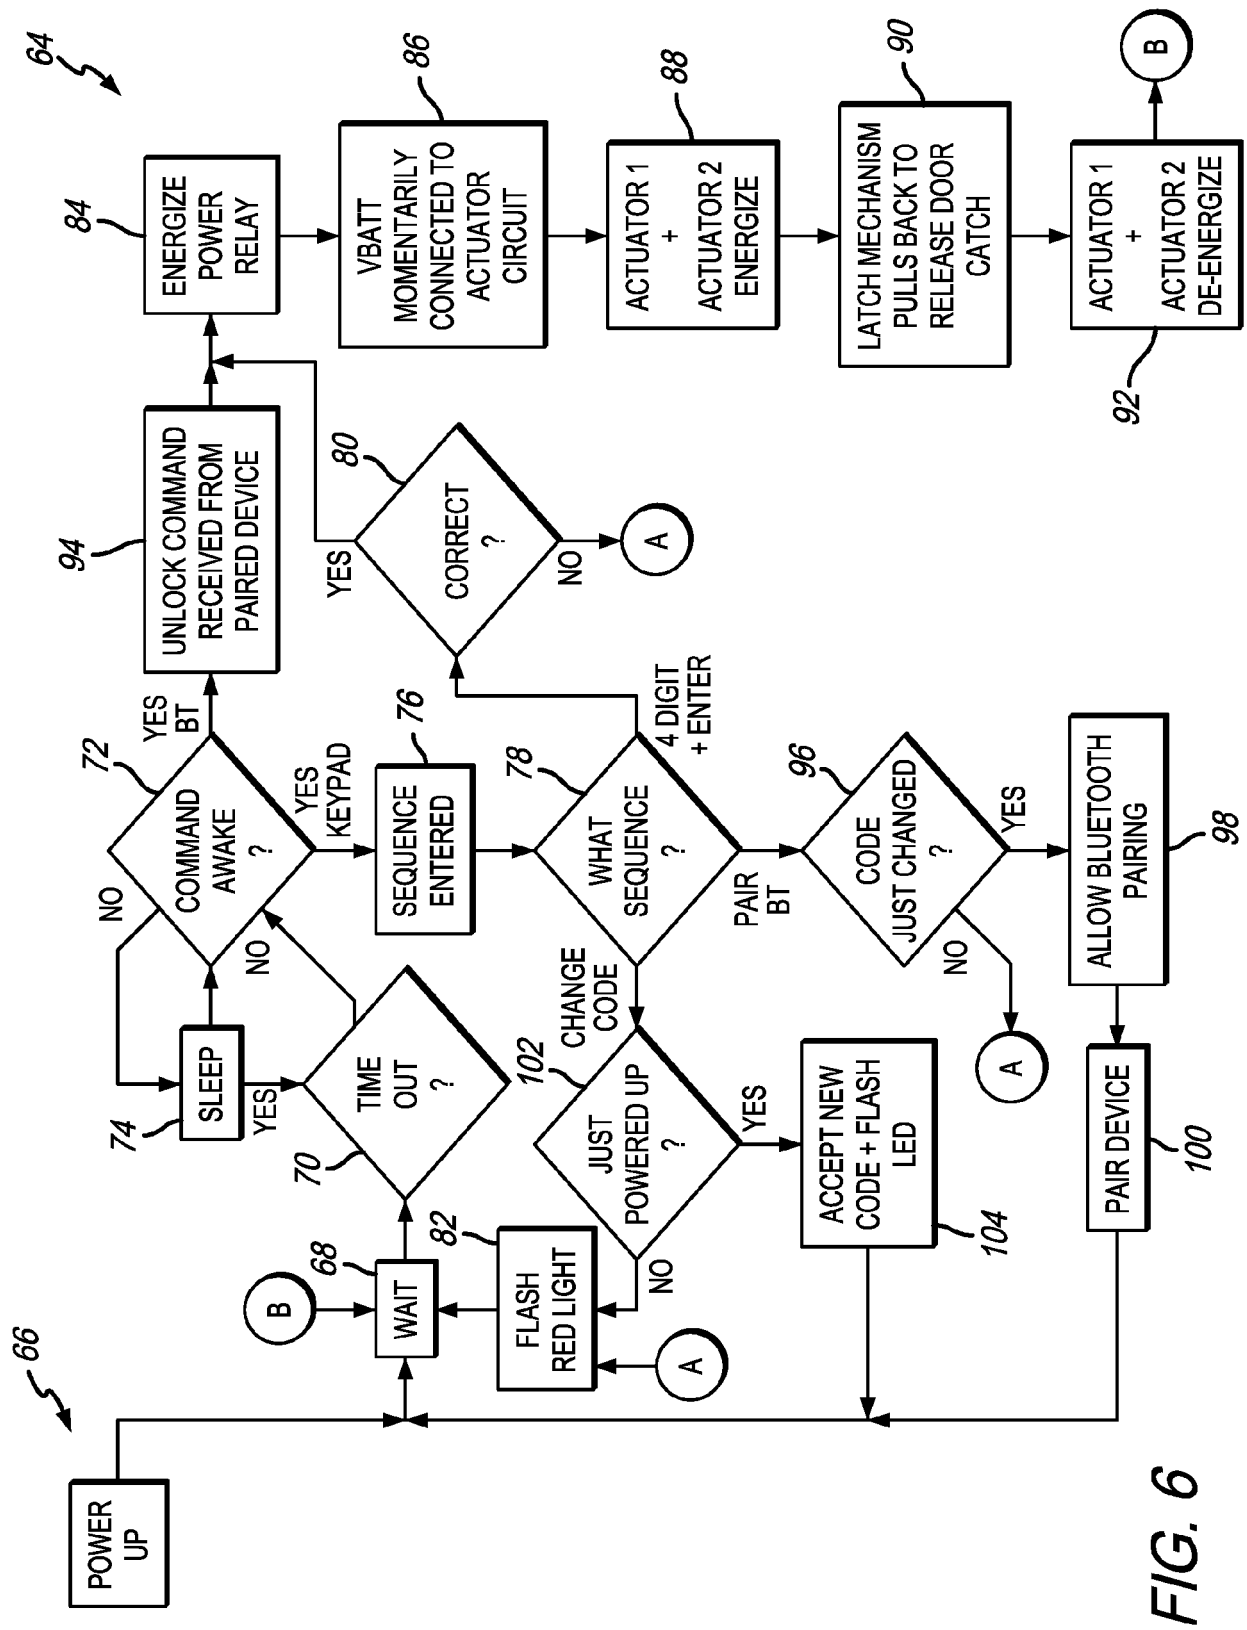 66
POWER
UP
B
68
WAIT
82
FLASH
RED LIGHT
A
74
SLEEP
YES
70
TIME
OUT
?
NO
NO
72
COMMAND
AWAKE
?
YES
BT
YES
KEYPAD
76
SEQUENCE
ENTERED
78
WHAT
SEQUENCE
?
CHANGE
CODE
PAIR
BT
4 DIGIT
+ ENTER
102
JUST
POWERED UP
?
NO
YES
ACCEPT NEW
CODE + FLASH
LED
104
96
CODE
JUST CHANGED
?
NO
A
YES
ALLOW BLUETOOTH
PAIRING
98
PAIR DEVICE
100
80
CORRECT
?
YES
NO
A
94
UNLOCK COMMAND
RECEIVED FROM
PAIRED DEVICE
64
84
ENERGIZE
POWER
RELAY
86
VBATT
MOMENTARILY
CONNECTED TO
ACTUATOR
CIRCUIT
88
ACTUATOR 1
+
ACTUATOR 2
ENERGIZE
90
LATCH MECHANISM
PULLS BACK TO
RELEASE DOOR
CATCH
92
ACTUATOR 1
+
ACTUATOR 2
DE-ENERGIZE
B
FIG. 6